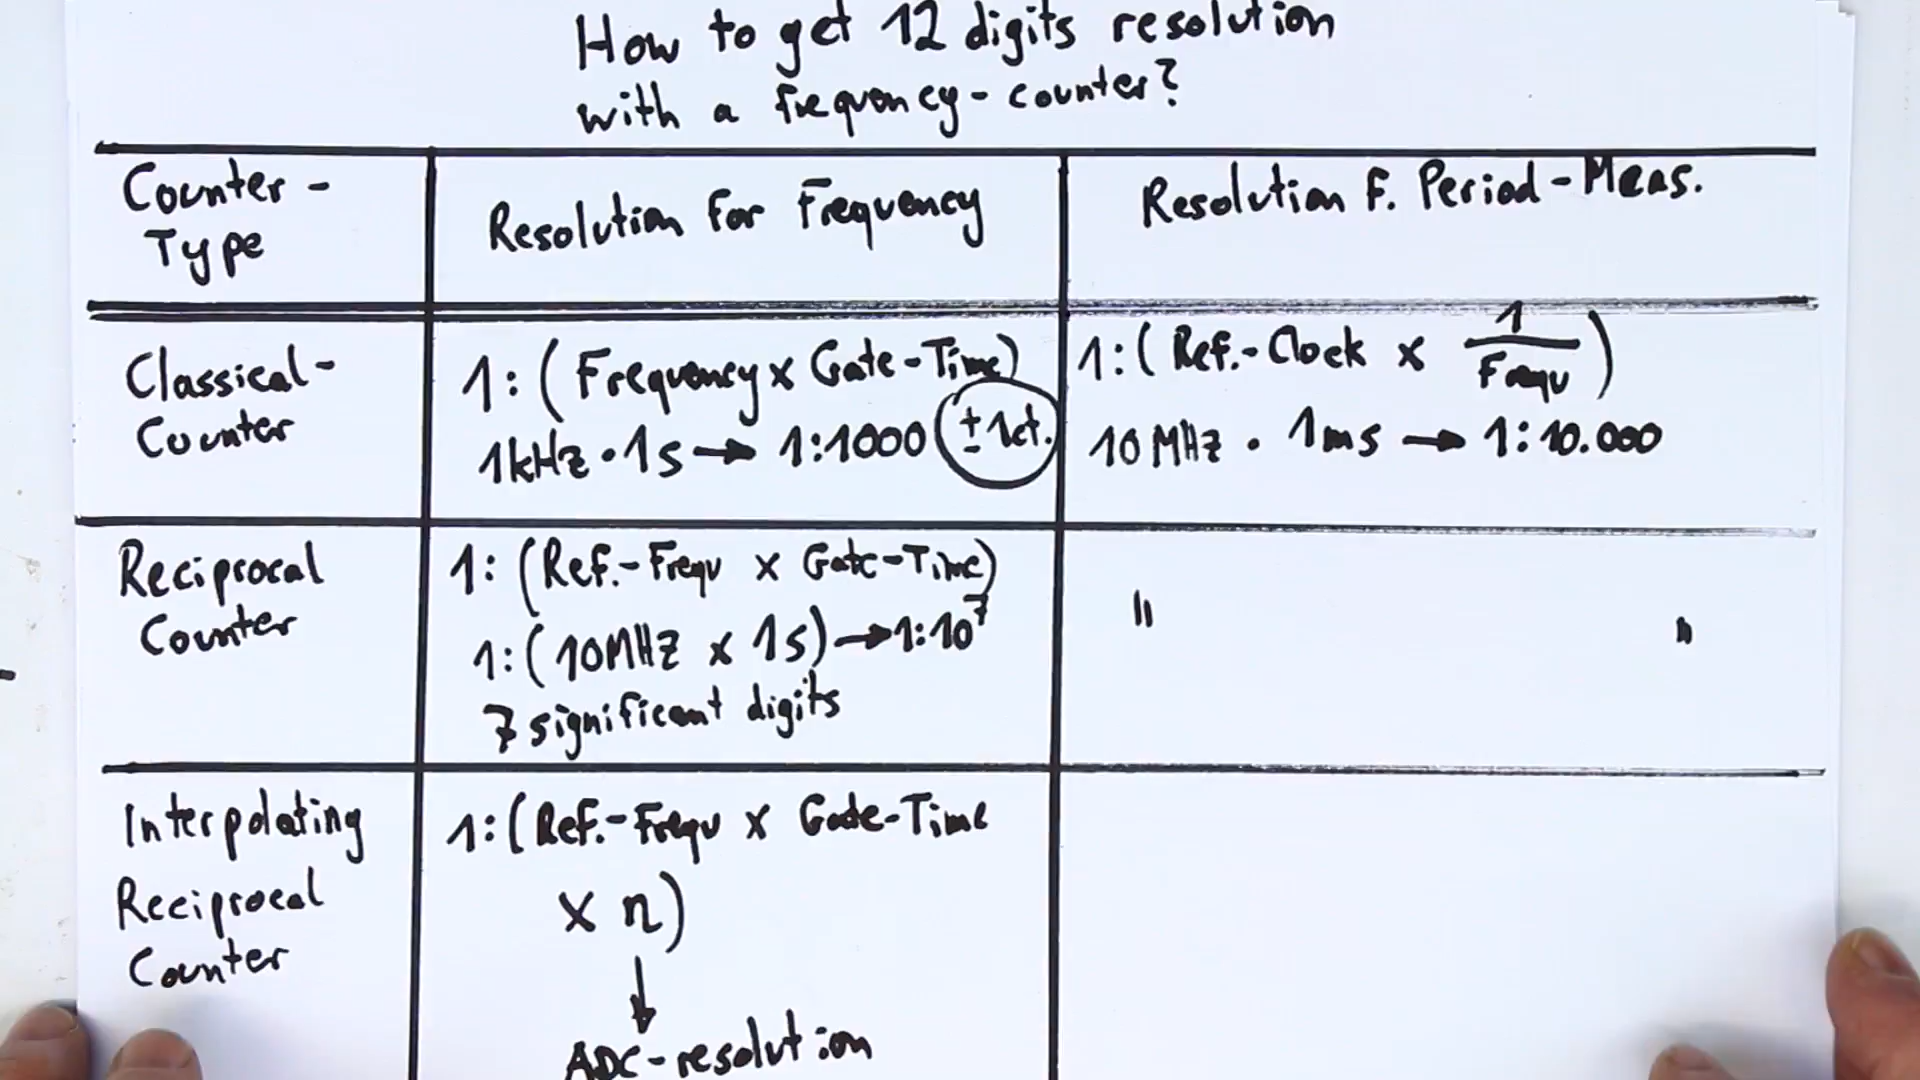 How to get 12 digits resolution
with a frequency-counter?
Counter-
Type
Resolution for Frequency
Resolution f. Period-Meas.
Classical-
Counter
1:(Frequency x Gate-Time)
1kHz·1s → 1:1000 ±1ct.
1:(Ref.-Clock x 1/Frequ)
10MHz · 1ms → 1:10.000
Reciprocal
Counter
1:(Ref.-Frequ x Gate-Time)
1:(10MHz x 1s) → 1:10⁷
7 significant digits
" "
Interpolating
Reciprocal
Counter
1:(Ref.-Frequ x Gate-Time
x n)
↓
ADC-resolution